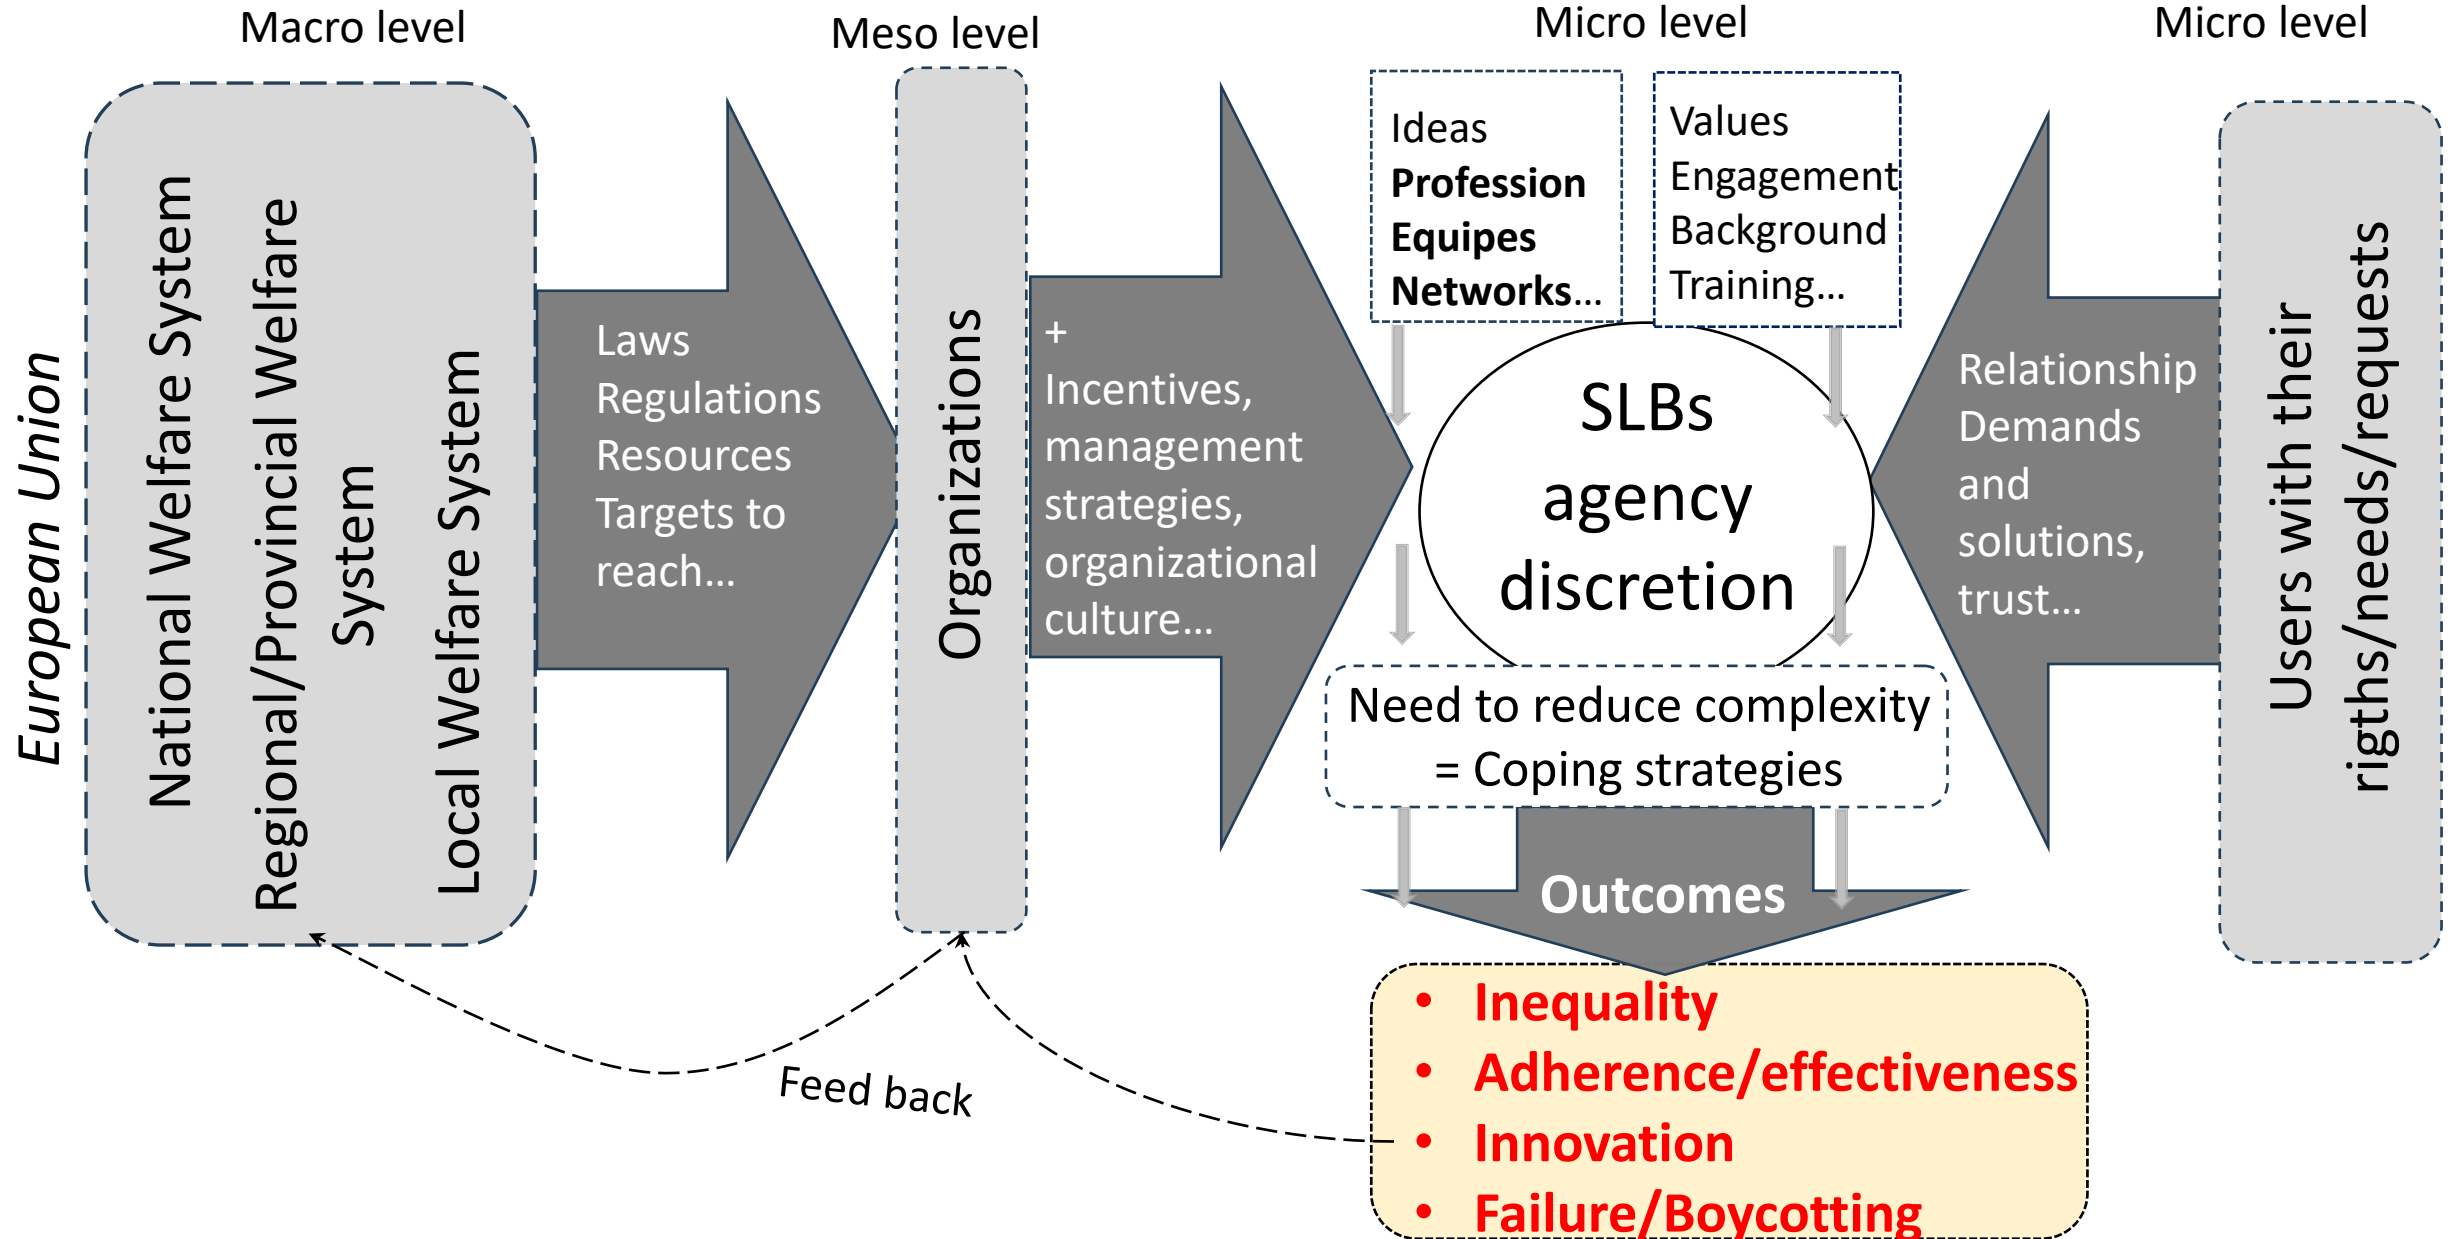 Macro level
Meso level
Micro level
Micro level
European Union
National Welfare System
Regional/Provincial Welfare
System
Local Welfare System
Laws
Regulations
Resources
Targets to
reach...
Organizations
+
Incentives,
management
strategies,
organizational
culture...
Ideas
Profession
Equipes
Networks...
Values
Engagement
Background
Training...
SLBs
agency
discretion
Relationship
Demands
and
solutions,
trust...
Users with their
rigths/needs/requests
Need to reduce complexity
= Coping strategies
Outcomes
• Inequality
• Adherence/effectiveness
• Innovation
• Failure/Boycotting
Feed back